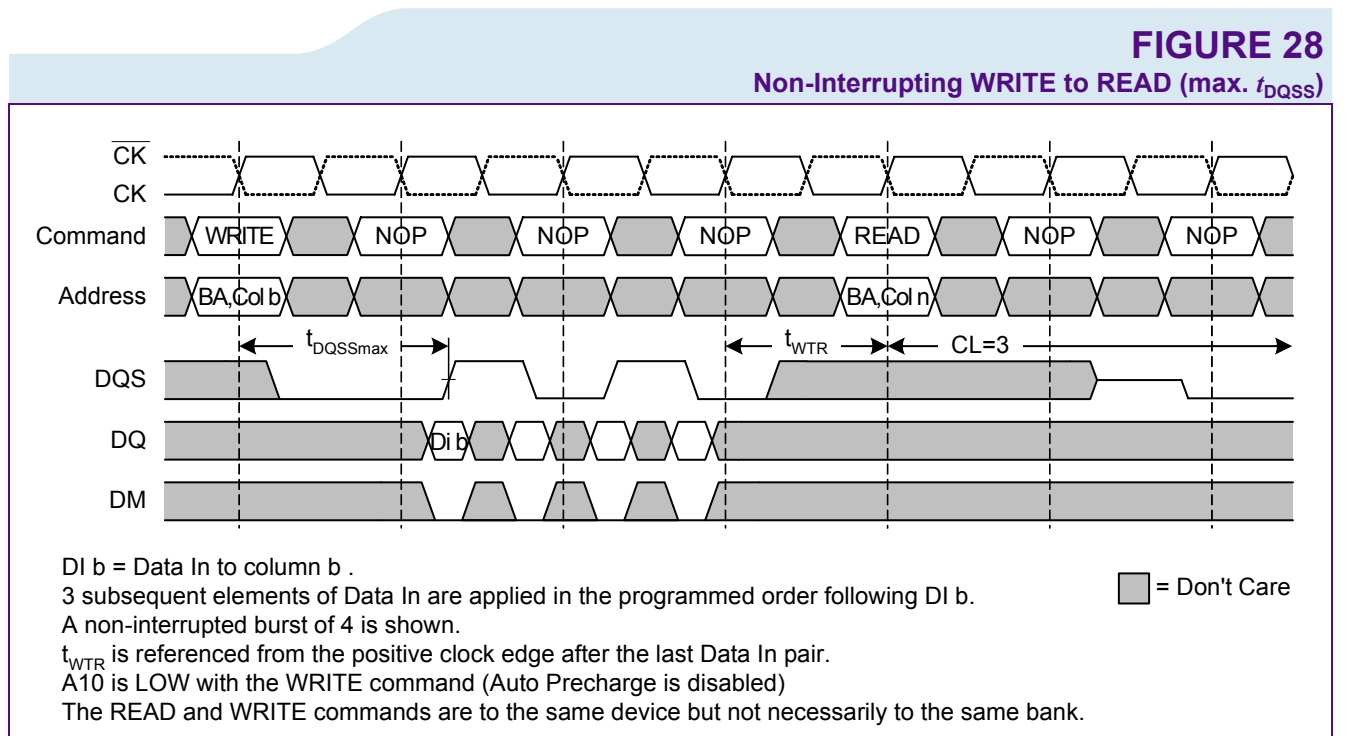 FIGURE 28
Non-Interrupting WRITE to READ (max. tDQSS)
CK
CK
Command WRITE NOP NOP NOP READ NOP NOP
Address BA,Col b BA,Col n
tDQSSmax tWTR CL=3
DQS
DQ Di b
DM
DI b = Data In to column b .
3 subsequent elements of Data In are applied in the programmed order following DI b.
= Don't Care
A non-interrupted burst of 4 is shown.
tWTR is referenced from the positive clock edge after the last Data In pair.
A10 is LOW with the WRITE command (Auto Precharge is disabled)
The READ and WRITE commands are to the same device but not necessarily to the same bank.